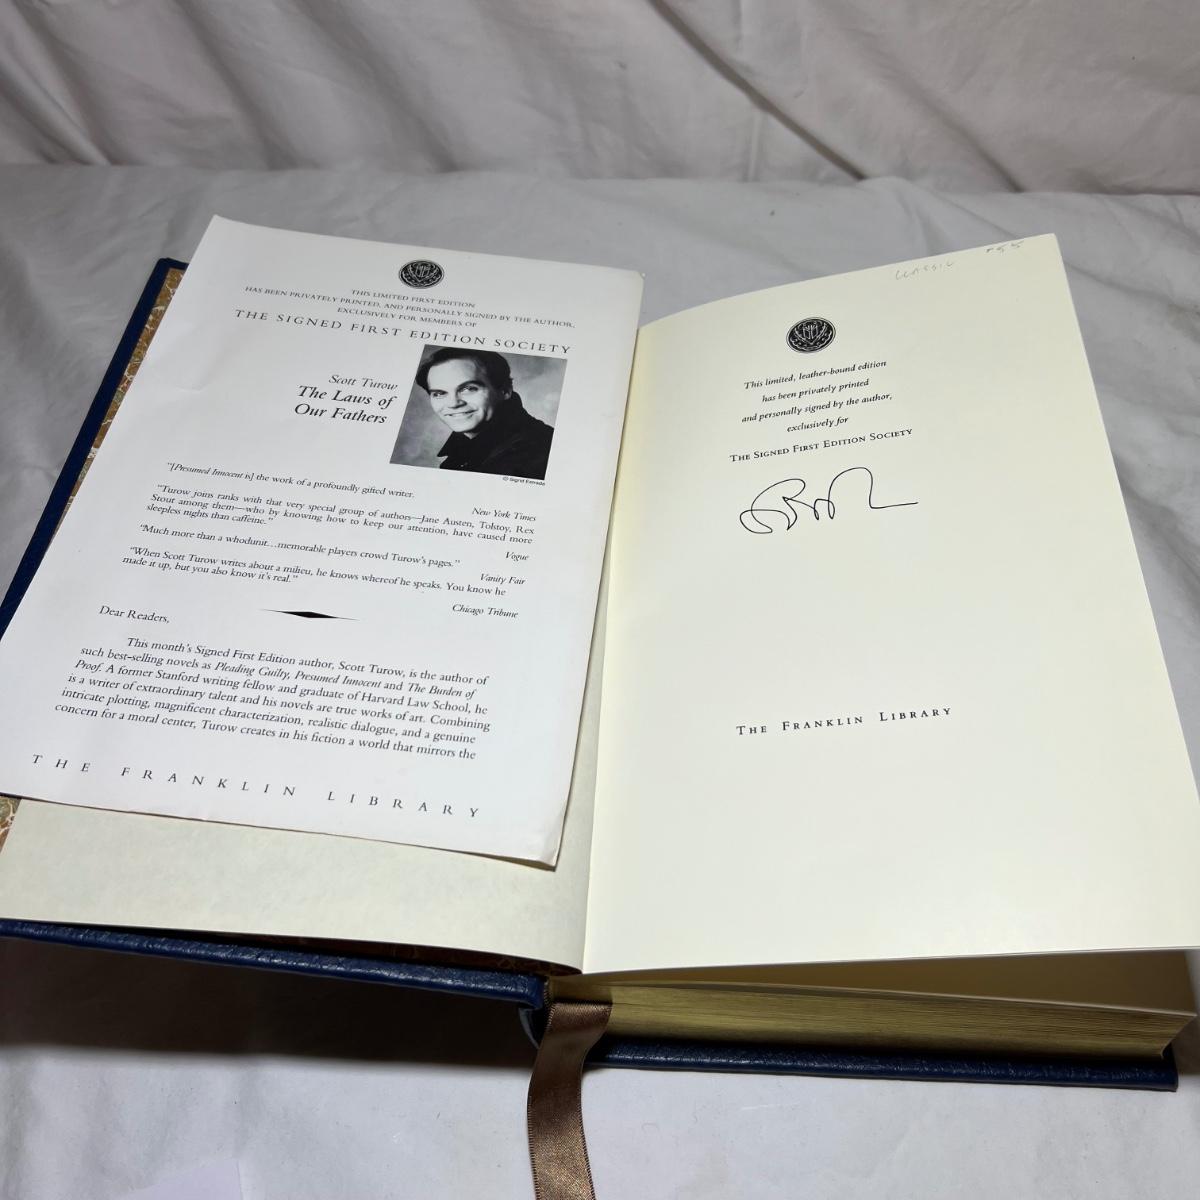 THIS LIMITED FIRST EDITION
HAS BEEN PRIVATELY PRINTED, AND PERSONALLY SIGNED BY THE AUTHOR,
EXCLUSIVELY FOR MEMBERS OF
THE SIGNED FIRST EDITION SOCIETY
Scott Turow
The Laws of
Our Fathers
© Sigrid Estrada
"[Presumed Innocent is] the work of a profoundly gifted writer.
New York Times
"Turow joins ranks with that very special group of authors—Jane Austen, Tolstoy, Rex
Stout among them—who by knowing how to keep our attention, have caused more
sleepless nights than caffeine."
Vogue
"Much more than a whodunit…memorable players crowd Turow's pages."
Vanity Fair
"When Scott Turow writes about a milieu, he knows whereof he speaks. You know he
made it up, but you also know it's real."
Chicago Tribune
Dear Readers,
This month's Signed First Edition author, Scott Turow, is the author of
such best-selling novels as Pleading Guilty, Presumed Innocent and The Burden of
Proof. A former Stanford writing fellow and graduate of Harvard Law School, he
is a writer of extraordinary talent and his novels are true works of art. Combining
intricate plotting, magnificent characterization, realistic dialogue, and a genuine
concern for a moral center, Turow creates in his fiction a world that mirrors the
THE FRANKLIN LIBRARY
CLASSIC
This limited, leather-bound edition
has been privately printed
and personally signed by the author,
exclusively for
THE SIGNED FIRST EDITION SOCIETY
THE FRANKLIN LIBRARY